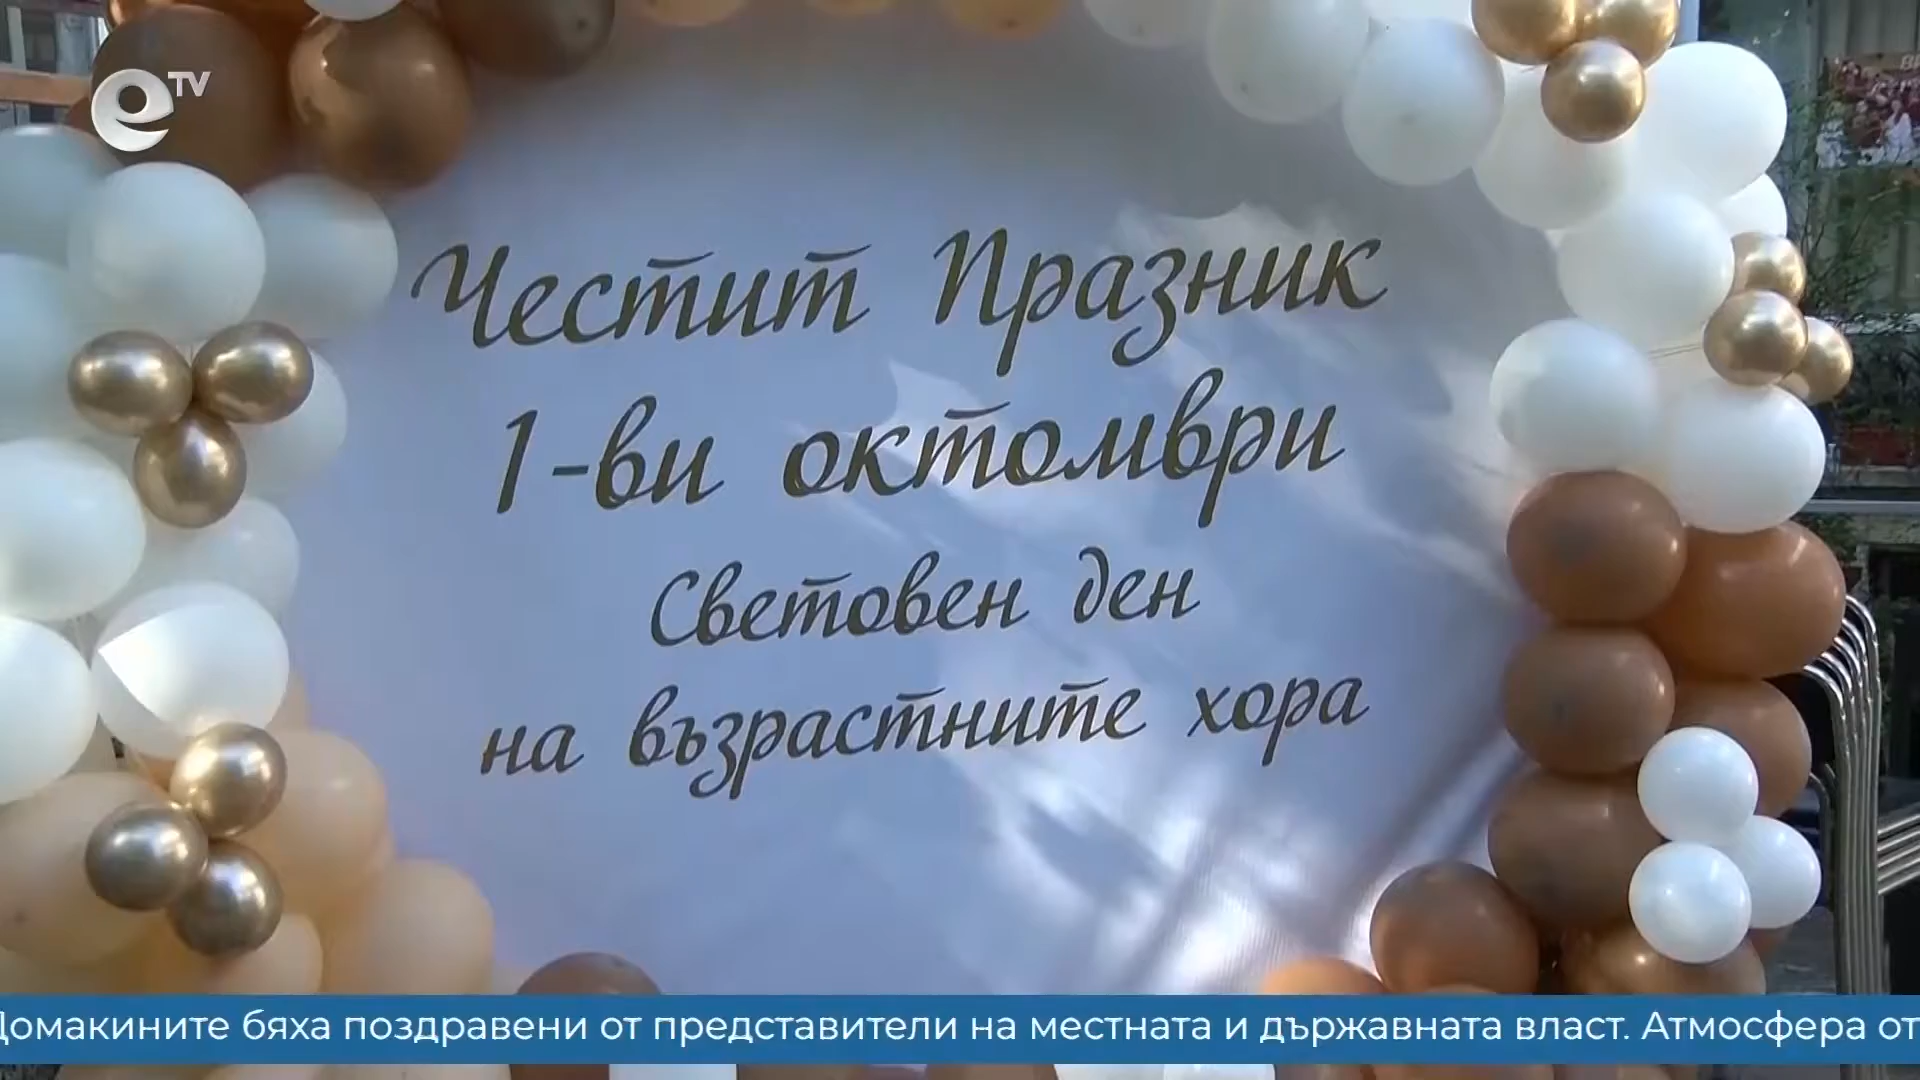 e TV
Честит Празник
1-ви октомври
Световен ден
на възрастните хора
Домакините бяха поздравени от представители на местната и държавната власт. Атмосфера от